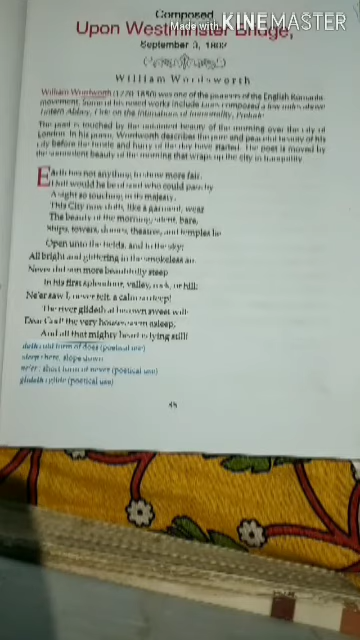 Composed
Upon Westminster Bridge,
Made with KINEMASTER
September 3, 1802
William Wordsworth
William Wordsworth (1770-1850) was one of the pioneers of the English Romantic
movement. Some of his noted works include Lines composed a few miles above
Tintern Abbey, Ode on the Intimations of Immortality, Prelude
The poet is touched by the beauty of the morning over the city of
London. In his poem, Wordsworth describes the pure and peaceful beauty of his
city before the hustle and hurry of the day have started. The poet is moved by
the beauty of the morning that wraps up the city in tranquility.
Earth has not anything to show more fair:
Dull would he be of soul who could pass by
A sight so touching in its majesty:
This City now doth, like a garment, wear
The beauty of the morning; silent, bare,
Ships, towers, domes, theatres, and temples lie
Open unto the fields, and to the sky;
All bright and glittering in the smokeless air.
Never did sun more beautifully steep
In his first splendour, valley, rock, or hill;
Ne'er saw I, never felt, a calm so deep!
The river glideth at his own sweet will:
Dear God! the very houses seem asleep,
And all that mighty heart is lying still!
doth : old form of does (poetical use)
steep : here, slope down
ne'er : short form of never (poetical use)
glideth : glide (poetical use)